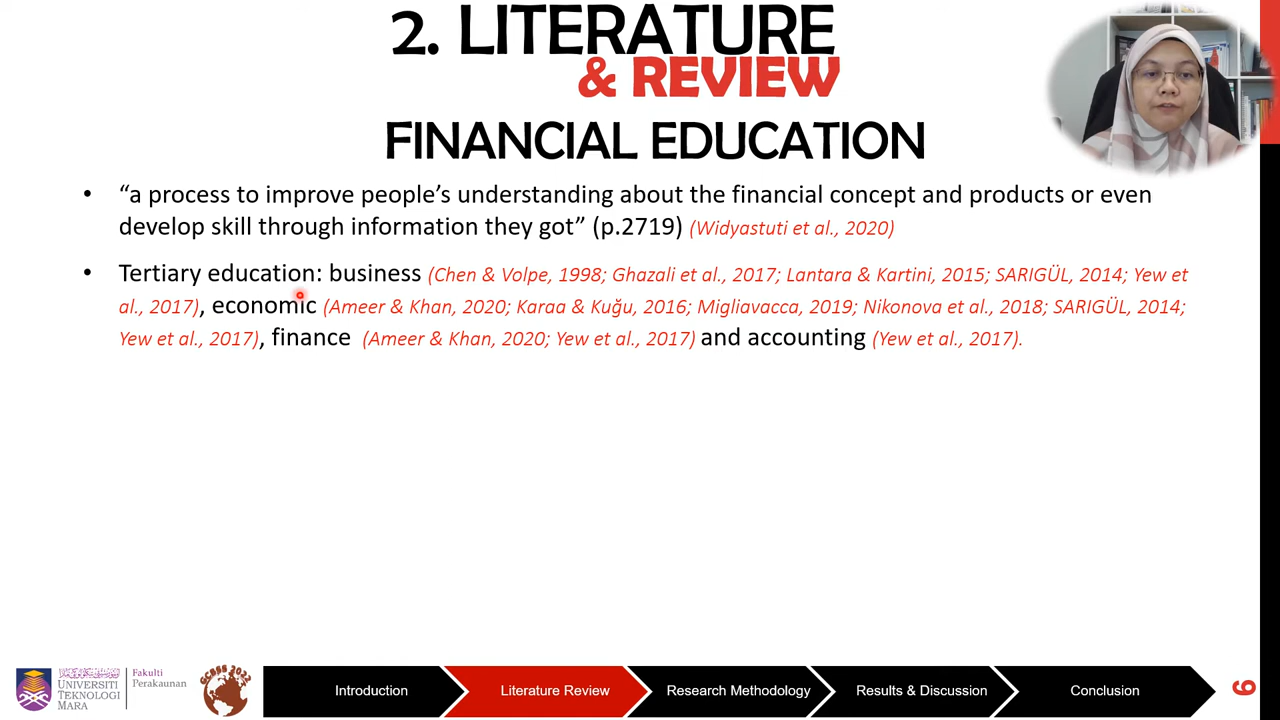 2. LITERATURE
& REVIEW
FINANCIAL EDUCATION
• “a process to improve people’s understanding about the financial concept and products or even
develop skill through information they got” (p.2719) (Widyastuti et al., 2020)
• Tertiary education: business (Chen & Volpe, 1998; Ghazali et al., 2017; Lantara & Kartini, 2015; SARIGÜL, 2014; Yew et
al., 2017), economic (Ameer & Khan, 2020; Karaa & Kuğu, 2016; Migliavacca, 2019; Nikonova et al., 2018; SARIGÜL, 2014;
Yew et al., 2017), finance (Ameer & Khan, 2020; Yew et al., 2017) and accounting (Yew et al., 2017).
UNIVERSITI
TEKNOLOGI
MARA
Fakulti
Perakaunan
GCBSS 2022
Introduction
Literature Review
Research Methodology
Results & Discussion
Conclusion
6